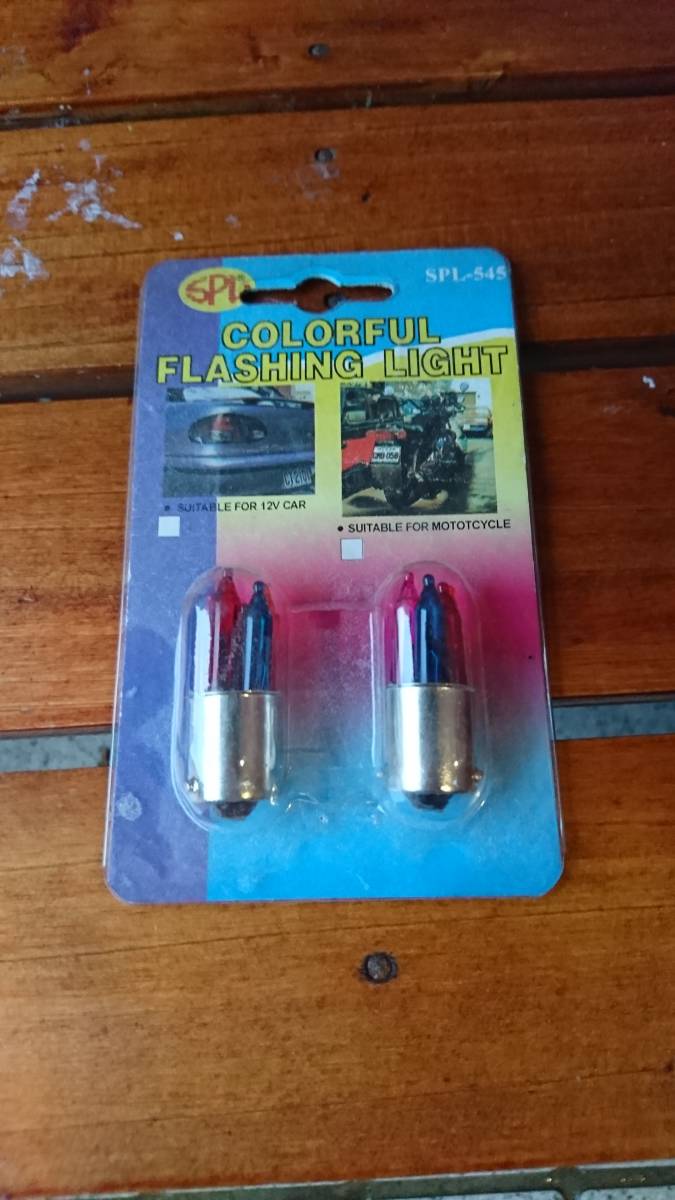 SPL
SPL-545
COLORFUL
FLASHING LIGHT
• SUITABLE FOR 12V CAR
• SUITABLE FOR MOTOTCYCLE